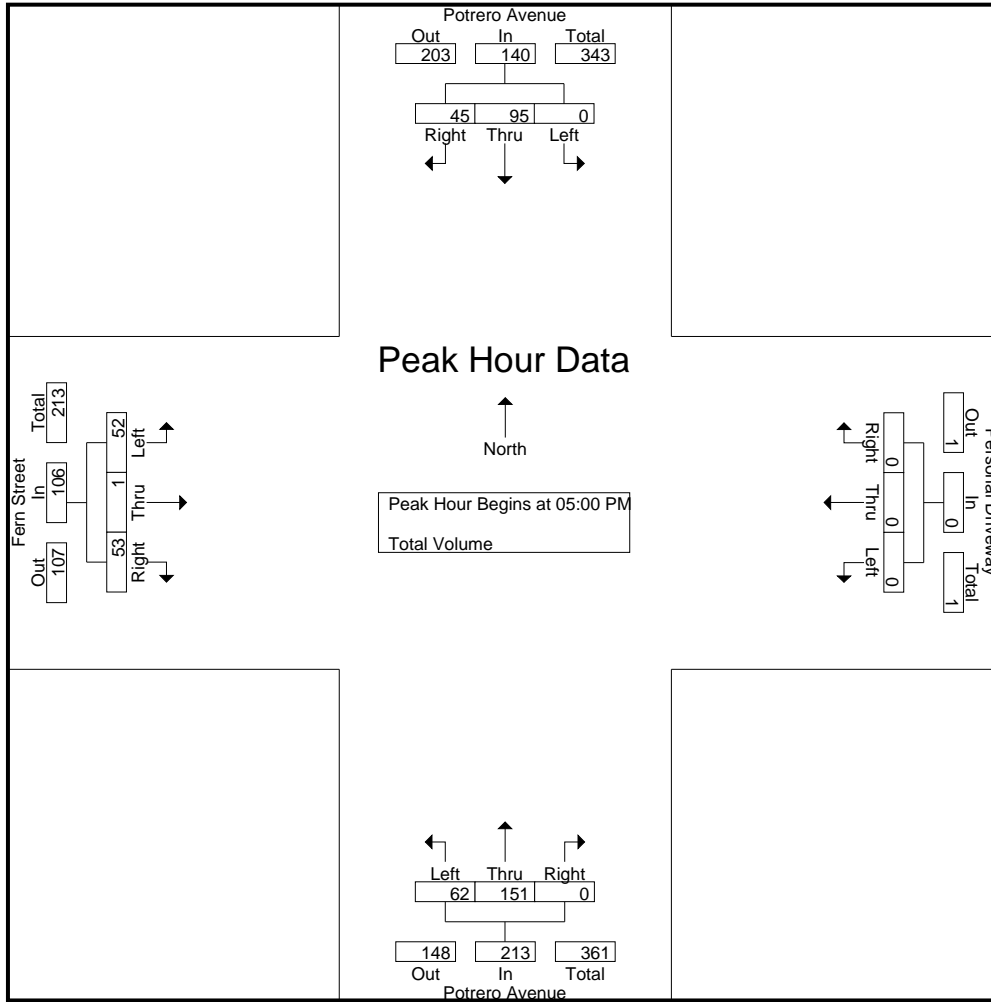 Potrero Avenue
Out In Total
203 140 343
45 95 0
Right Thru Left
Peak Hour Data
North
Peak Hour Begins at 05:00 PM
Total Volume
Fern Street
Total In Out
213 106 107
52 1 53
Left Thru Right
Personal Driveway
Out In Total
1 0 1
0 0 0
Right Thru Left
Left Thru Right
62 151 0
148 213 361
Out In Total
Potrero Avenue